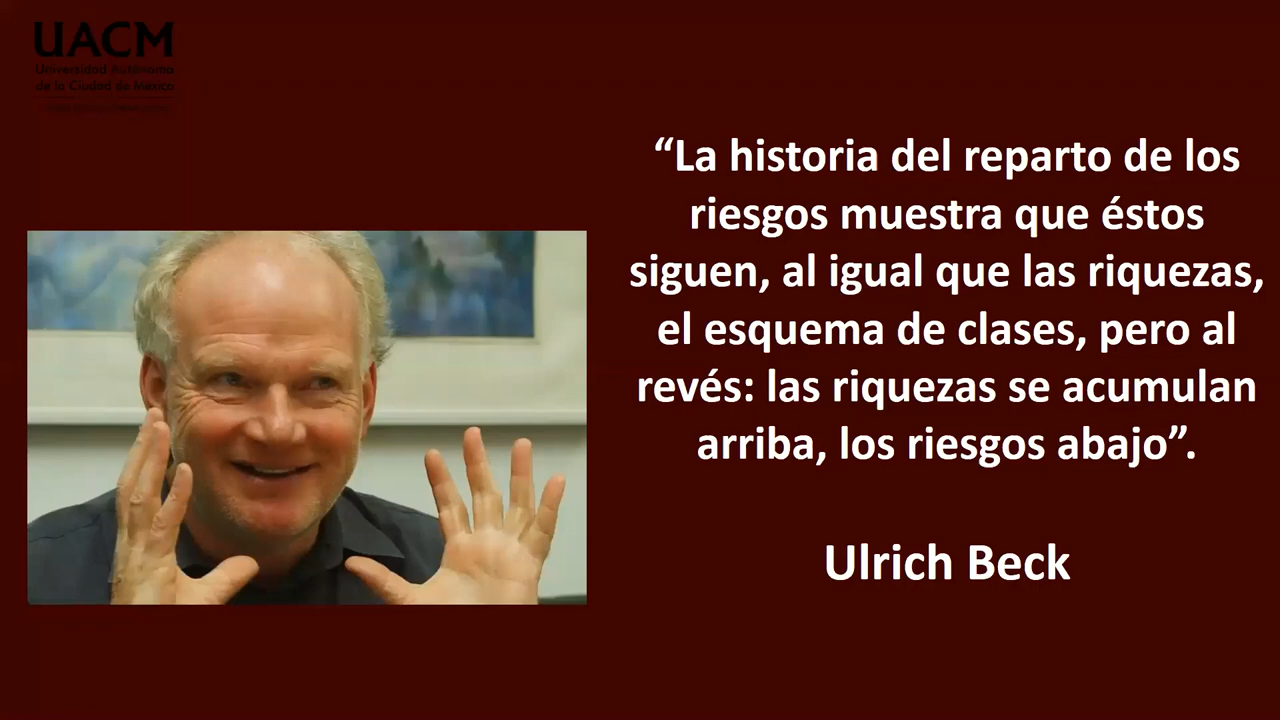 UACM
Universidad Autónoma
de la Ciudad de México
“La historia del reparto de los
riesgos muestra que éstos
siguen, al igual que las riquezas,
el esquema de clases, pero al
revés: las riquezas se acumulan
arriba, los riesgos abajo”.
Ulrich Beck